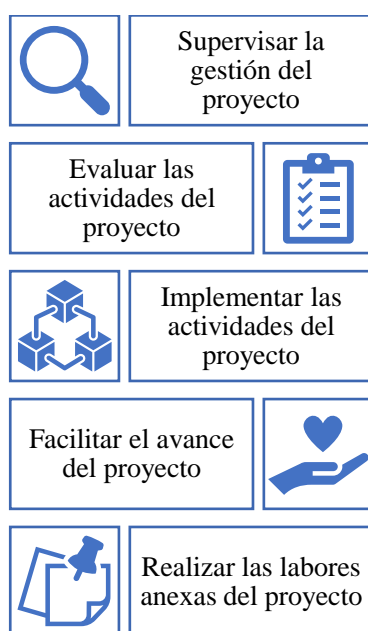 Supervisar la
gestión del
proyecto
Evaluar las
actividades del
proyecto
Implementar las
actividades del
proyecto
Facilitar el avance
del proyecto
Realizar las labores
anexas del proyecto